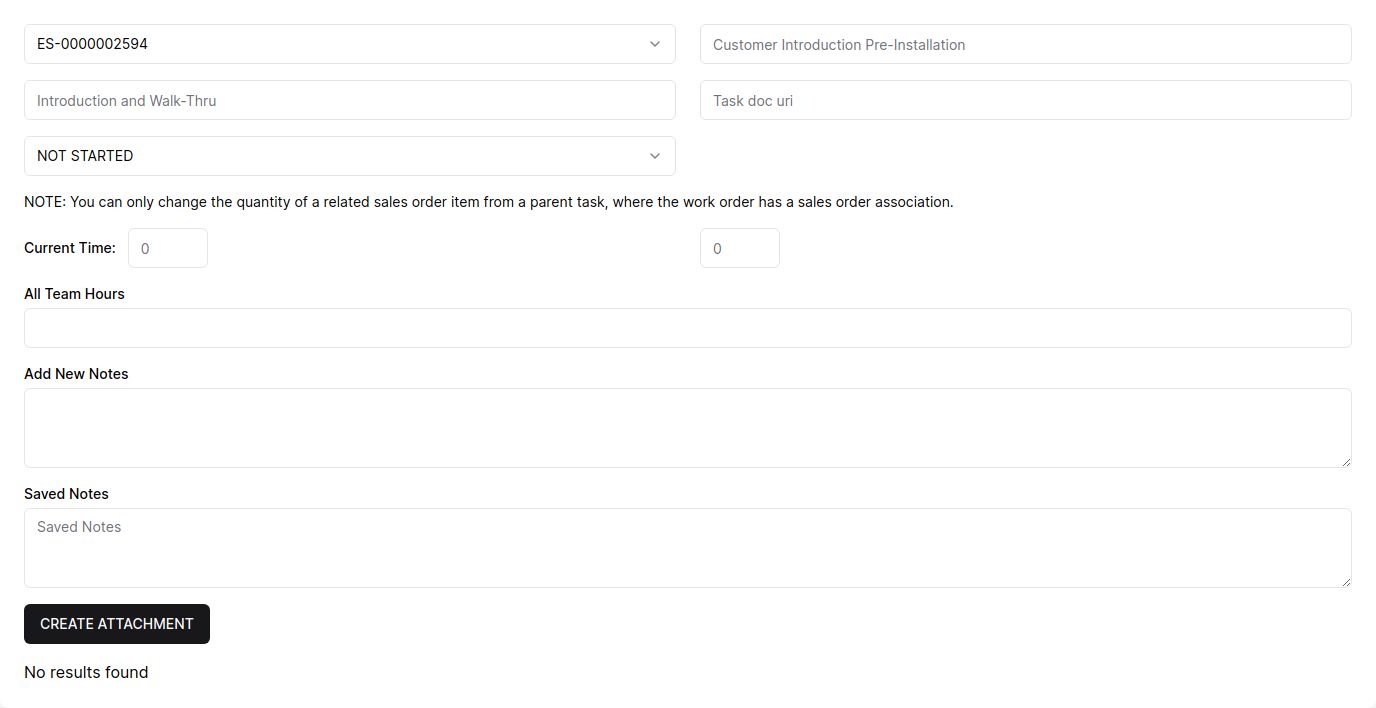 ES-0000002594
Customer Introduction Pre-Installation
Introduction and Walk-Thru
Task doc uri
NOT STARTED
NOTE: You can only change the quantity of a related sales order item from a parent task, where the work order has a sales order association.
Current Time: 0
0
All Team Hours
Add New Notes
Saved Notes
Saved Notes
CREATE ATTACHMENT
No results found